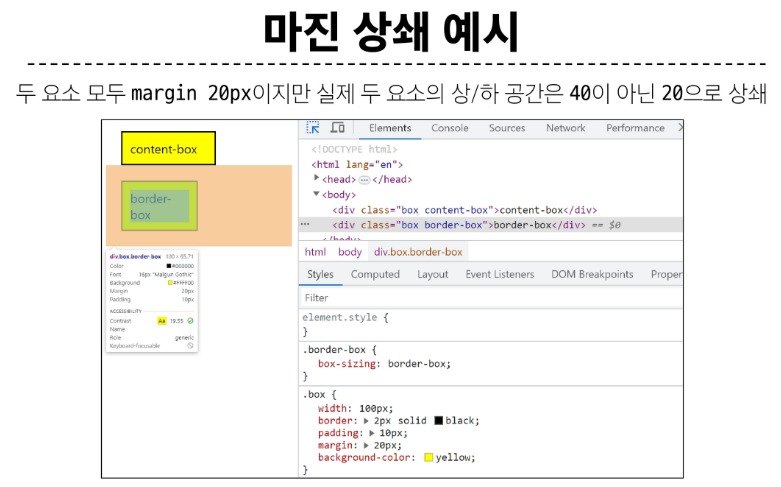 마진 상쇄 예시
두 요소 모두 margin 20px이지만 실제 두 요소의 상/하 공간은 40이 아닌 20으로 상쇄
content-box
border-
box
div.box.border-box 100 × 65.71
Color #000000
Font 16px "Malgun Gothic"
Background #FFFF00
Margin 20px
Padding 10px
ACCESSIBILITY
Contrast Aa 19.55
Name
Role generic
Keyboard-focusable
Elements Console Sources Network Performance
<!DOCTYPE html>
<html lang="en">
<head> </head>
<body>
<div class="box content-box">content-box</div>
<div class="box border-box">border-box</div> == $0
</body>
html body div.box.border-box
Styles Computed Layout Event Listeners DOM Breakpoints Proper
Filter
element.style {
}
.border-box {
box-sizing: border-box;
}
.box {
width: 100px;
border: 2px solid black;
padding: 10px;
margin: 20px;
background-color: yellow;
}